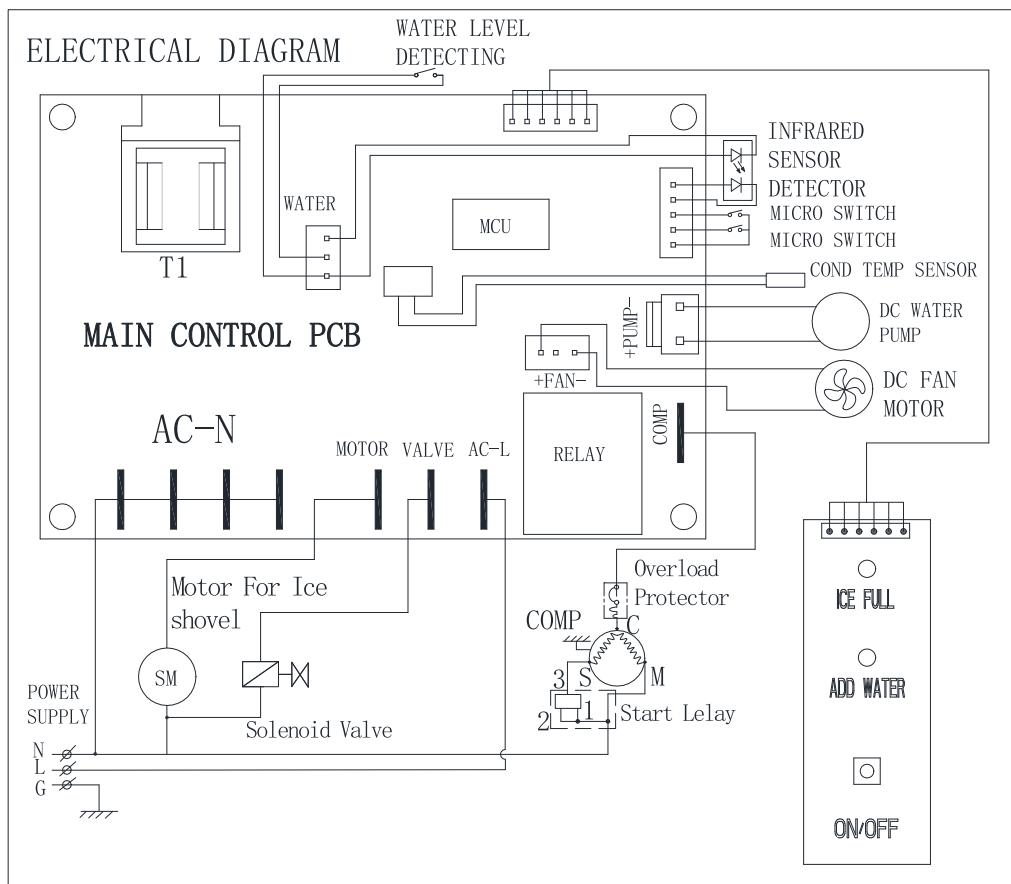 ELECTRICAL DIAGRAM
WATER LEVEL
DETECTING
INFRARED
SENSOR
DETECTOR
MICRO SWITCH
MICRO SWITCH
WATER
MCU
T1
COND TEMP SENSOR
MAIN CONTROL PCB
+PUMP-
DC WATER
PUMP
+FAN-
DC FAN
MOTOR
AC-N
MOTOR
VALVE
AC-L
RELAY
COMP
Motor For Ice
shovel
Overload
Protector
ICE FULL
COMP
C
SM
3
S
M
ADD WATER
POWER
SUPPLY
Solenoid Valve
2
1
Start Lelay
N
L
G
ON/OFF